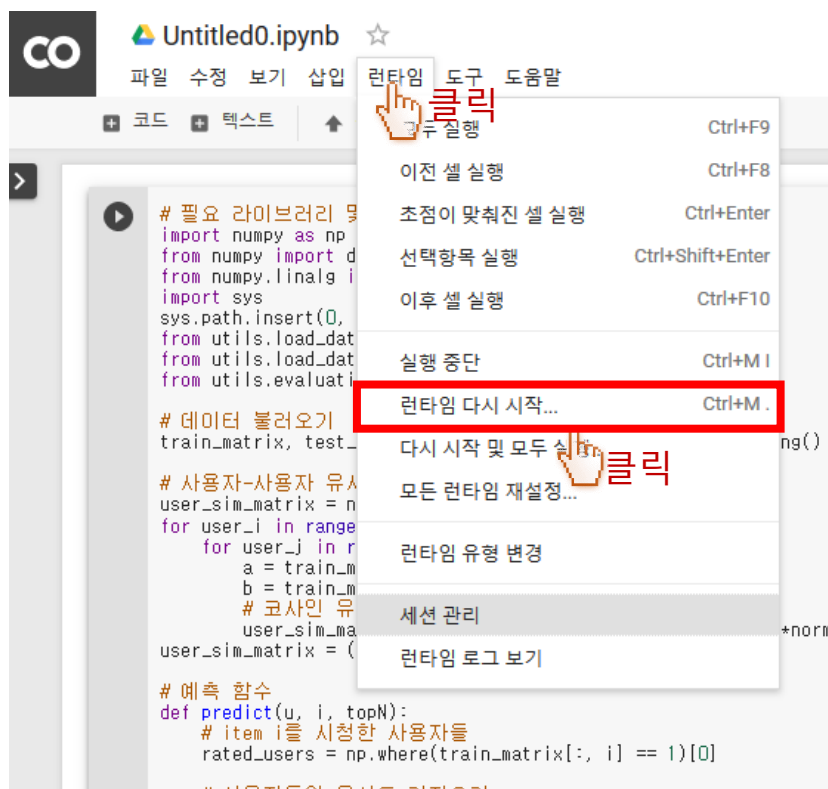 CO
Untitled0.ipynb
파일 수정 보기 삽입 런타임 도구 도움말
클릭
코드 텍스트
모두 실행 Ctrl+F9
이전 셀 실행 Ctrl+F8
초점이 맞춰진 셀 실행 Ctrl+Enter
선택항목 실행 Ctrl+Shift+Enter
이후 셀 실행 Ctrl+F10
실행 중단 Ctrl+M I
런타임 다시 시작... Ctrl+M .
다시 시작 및 모두 실행...
클릭
모든 런타임 재설정...
런타임 유형 변경
세션 관리
런타임 로그 보기
# 필요 라이브러리 및
import numpy as np
from numpy import d
from numpy.linalg i
import sys
sys.path.insert(0,
from utils.load_dat
from utils.load_dat
from utils.evaluati
# 데이터 불러오기
train_matrix, test_ ng()
# 사용자-사용자 유사
user_sim_matrix = n
for user_i in range
for user_j in r
a = train_m
b = train_m
# 코사인 유
user_sim_ma *norm
user_sim_matrix = (
# 예측 함수
def predict(u, i, topN):
# item i를 시청한 사용자들
rated_users = np.where(train_matrix[:, i] == 1)[0]